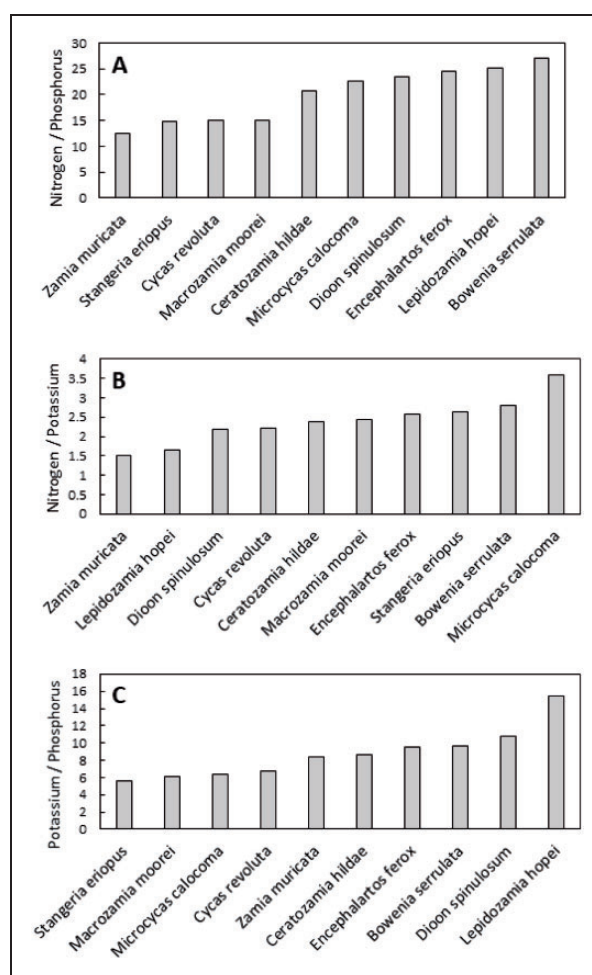 A
Nitrogen / Phosphorus
30
25
20
15
10
5
0
Zamia muricata
Stangeria eriopus
Cycas revoluta
Macrozamia moorei
Ceratozamia hildae
Microcycas calocoma
Dioon spinulosum
Encephalartos ferox
Lepidozamia hopei
Bowenia serrulata
B
Nitrogen / Potassium
4
3.5
3
2.5
2
1.5
1
0.5
0
Zamia muricata
Lepidozamia hopei
Dioon spinulosum
Cycas revoluta
Ceratozamia hildae
Macrozamia moorei
Encephalartos ferox
Stangeria eriopus
Bowenia serrulata
Microcycas calocoma
C
Potassium / Phosphorus
18
16
14
12
10
8
6
4
2
0
Stangeria eriopus
Macrozamia moorei
Microcycas calocoma
Cycas revoluta
Zamia muricata
Ceratozamia hildae
Encephalartos ferox
Bowenia serrulata
Dioon spinulosum
Lepidozamia hopei